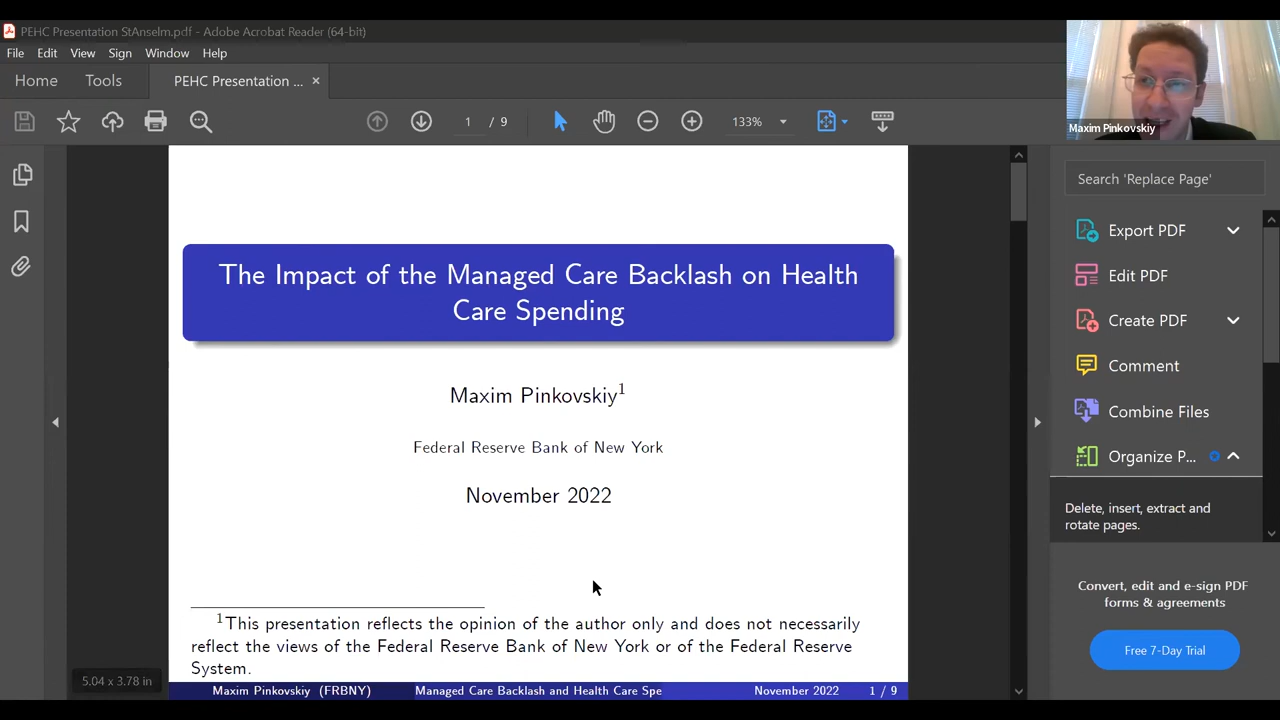 PEHC Presentation StAnselm.pdf - Adobe Acrobat Reader (64-bit)
File Edit View Sign Window Help
Home Tools PEHC Presentation ... ×
1 / 9 133%
Maxim Pinkovskiy
The Impact of the Managed Care Backlash on Health
Care Spending
Maxim Pinkovskiy1
Federal Reserve Bank of New York
November 2022
1This presentation reflects the opinion of the author only and does not necessarily
reflect the views of the Federal Reserve Bank of New York or of the Federal Reserve
System.
5.04 x 3.78 in
Maxim Pinkovskiy (FRBNY) Managed Care Backlash and Health Care Spe November 2022 1 / 9
Search 'Replace Page'
Export PDF
Edit PDF
Create PDF
Comment
Combine Files
Organize P...
Delete, insert, extract and
rotate pages.
Convert, edit and e-sign PDF
forms & agreements
Free 7-Day Trial